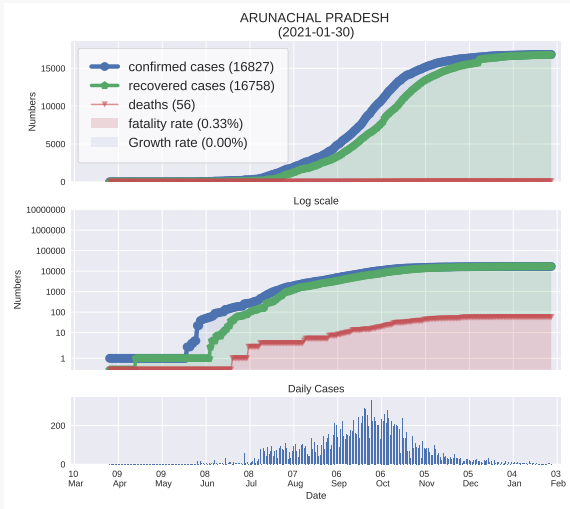 ARUNACHAL PRADESH
(2021-01-30)
confirmed cases (16827)
recovered cases (16758)
deaths (56)
fatality rate (0.33%)
Growth rate (0.00%)
Numbers
15000
10000
5000
0
Log scale
Numbers
10000000
1000000
100000
10000
1000
100
10
1
Daily Cases
200
0
10 09 09 08 08 07 06 06 05 05 04 03
Mar Apr May Jun Jul Aug Sep Oct Nov Dec Jan Feb
Date